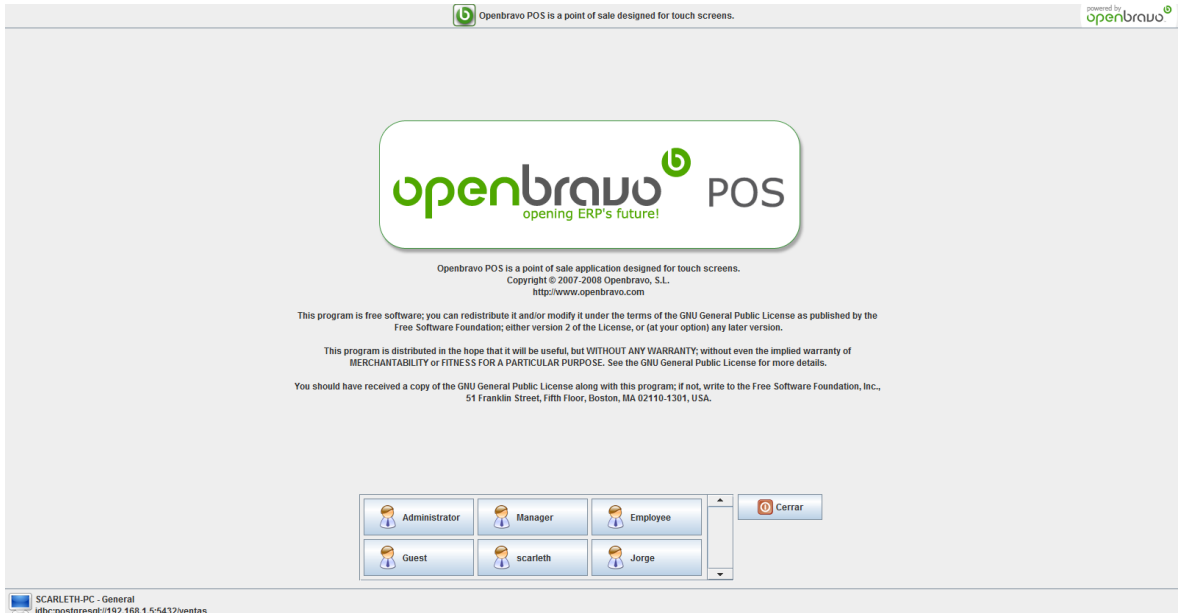 Openbravo POS is a point of sale designed for touch screens.
powered by
openbravo
openbravo POS
opening ERP's future!
Openbravo POS is a point of sale application designed for touch screens.
Copyright © 2007-2008 Openbravo, S.L.
http://www.openbravo.com
This program is free software; you can redistribute it and/or modify it under the terms of the GNU General Public License as published by the
Free Software Foundation; either version 2 of the License, or (at your option) any later version.
This program is distributed in the hope that it will be useful, but WITHOUT ANY WARRANTY; without even the implied warranty of
MERCHANTABILITY or FITNESS FOR A PARTICULAR PURPOSE. See the GNU General Public License for more details.
You should have received a copy of the GNU General Public License along with this program; if not, write to the Free Software Foundation, Inc.,
51 Franklin Street, Fifth Floor, Boston, MA 02110-1301, USA.
Administrator Manager Employee Cerrar
Guest scarleth Jorge
SCARLETH-PC - General
jdbc:postgresql://192.168.1.5:5432/ventas